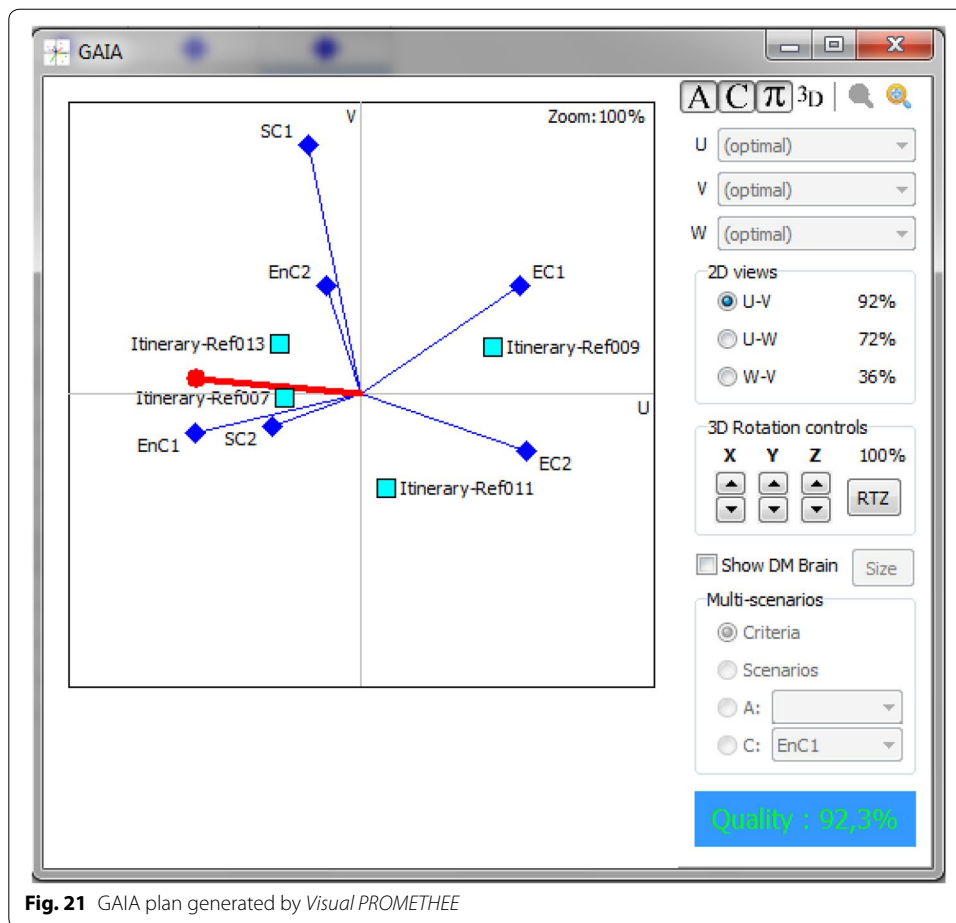 GAIA
A C π 3D
V
Zoom: 100%
SC1
U (optimal)
V (optimal)
W (optimal)
EnC2
EC1
2D views
U-V 92%
U-W 72%
W-V 36%
Itinerary-Ref013
Itinerary-Ref009
Itinerary-Ref007
U
EnC1
SC2
EC2
Itinerary-Ref011
3D Rotation controls
X Y Z 100%
RTZ
Show DM Brain Size
Multi-scenarios
Criteria
Scenarios
A:
C: EnC1
Quality : 92,3%
Fig. 21 GAIA plan generated by Visual PROMETHEE